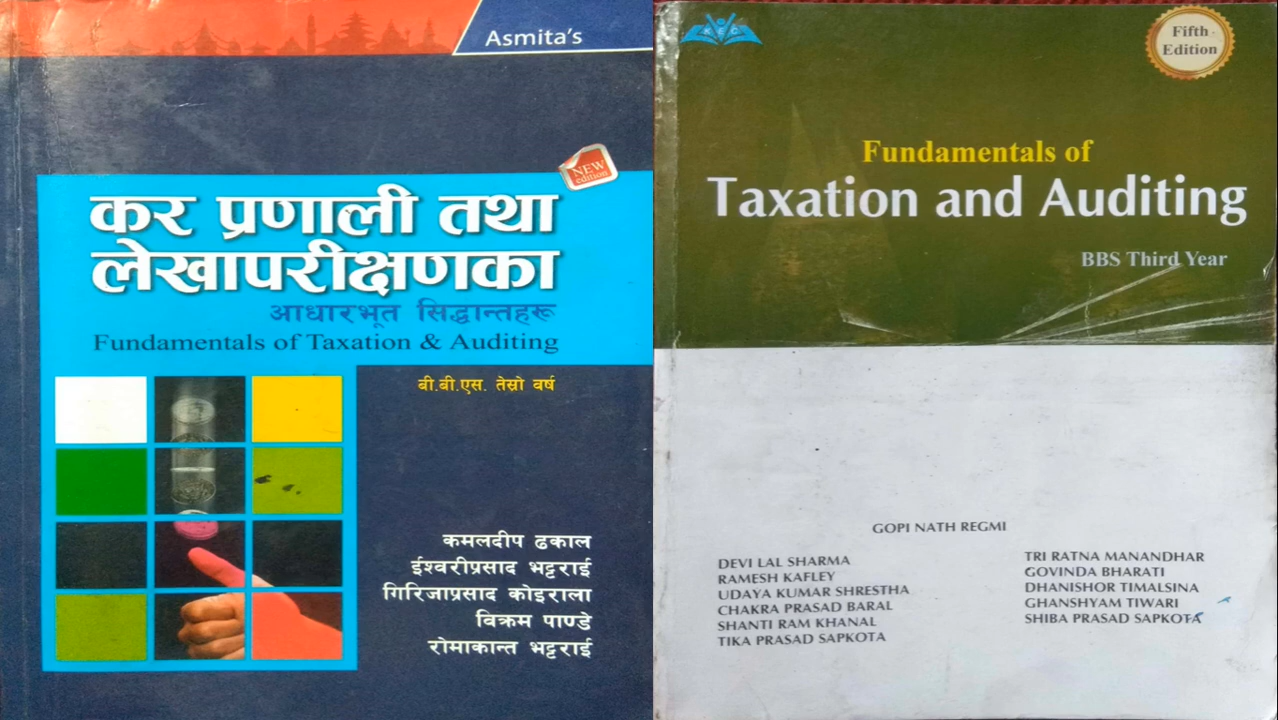 Asmita's
NEW
edition
कर प्रणाली तथा
लेखापरीक्षणका
आधारभूत सिद्धान्तहरू
Fundamentals of Taxation & Auditing
बी.बी.एस. तेस्रो वर्ष
कमलदीप ढकाल
ईश्वरीप्रसाद भट्टराई
गिरिजाप्रसाद कोइराला
विक्रम पाण्डे
रोमाकान्त भट्टराई
KEC
Fifth
Edition
Fundamentals of
Taxation and Auditing
BBS Third Year
GOPI NATH REGMI
DEVI LAL SHARMA
RAMESH KAFLEY
UDAYA KUMAR SHRESTHA
CHAKRA PRASAD BARAL
SHANTI RAM KHANAL
TIKA PRASAD SAPKOTA
TRI RATNA MANANDHAR
GOVINDA BHARATI
DHANISHOR TIMALSINA
GHANSHYAM TIWARI
SHIBA PRASAD SAPKOTA